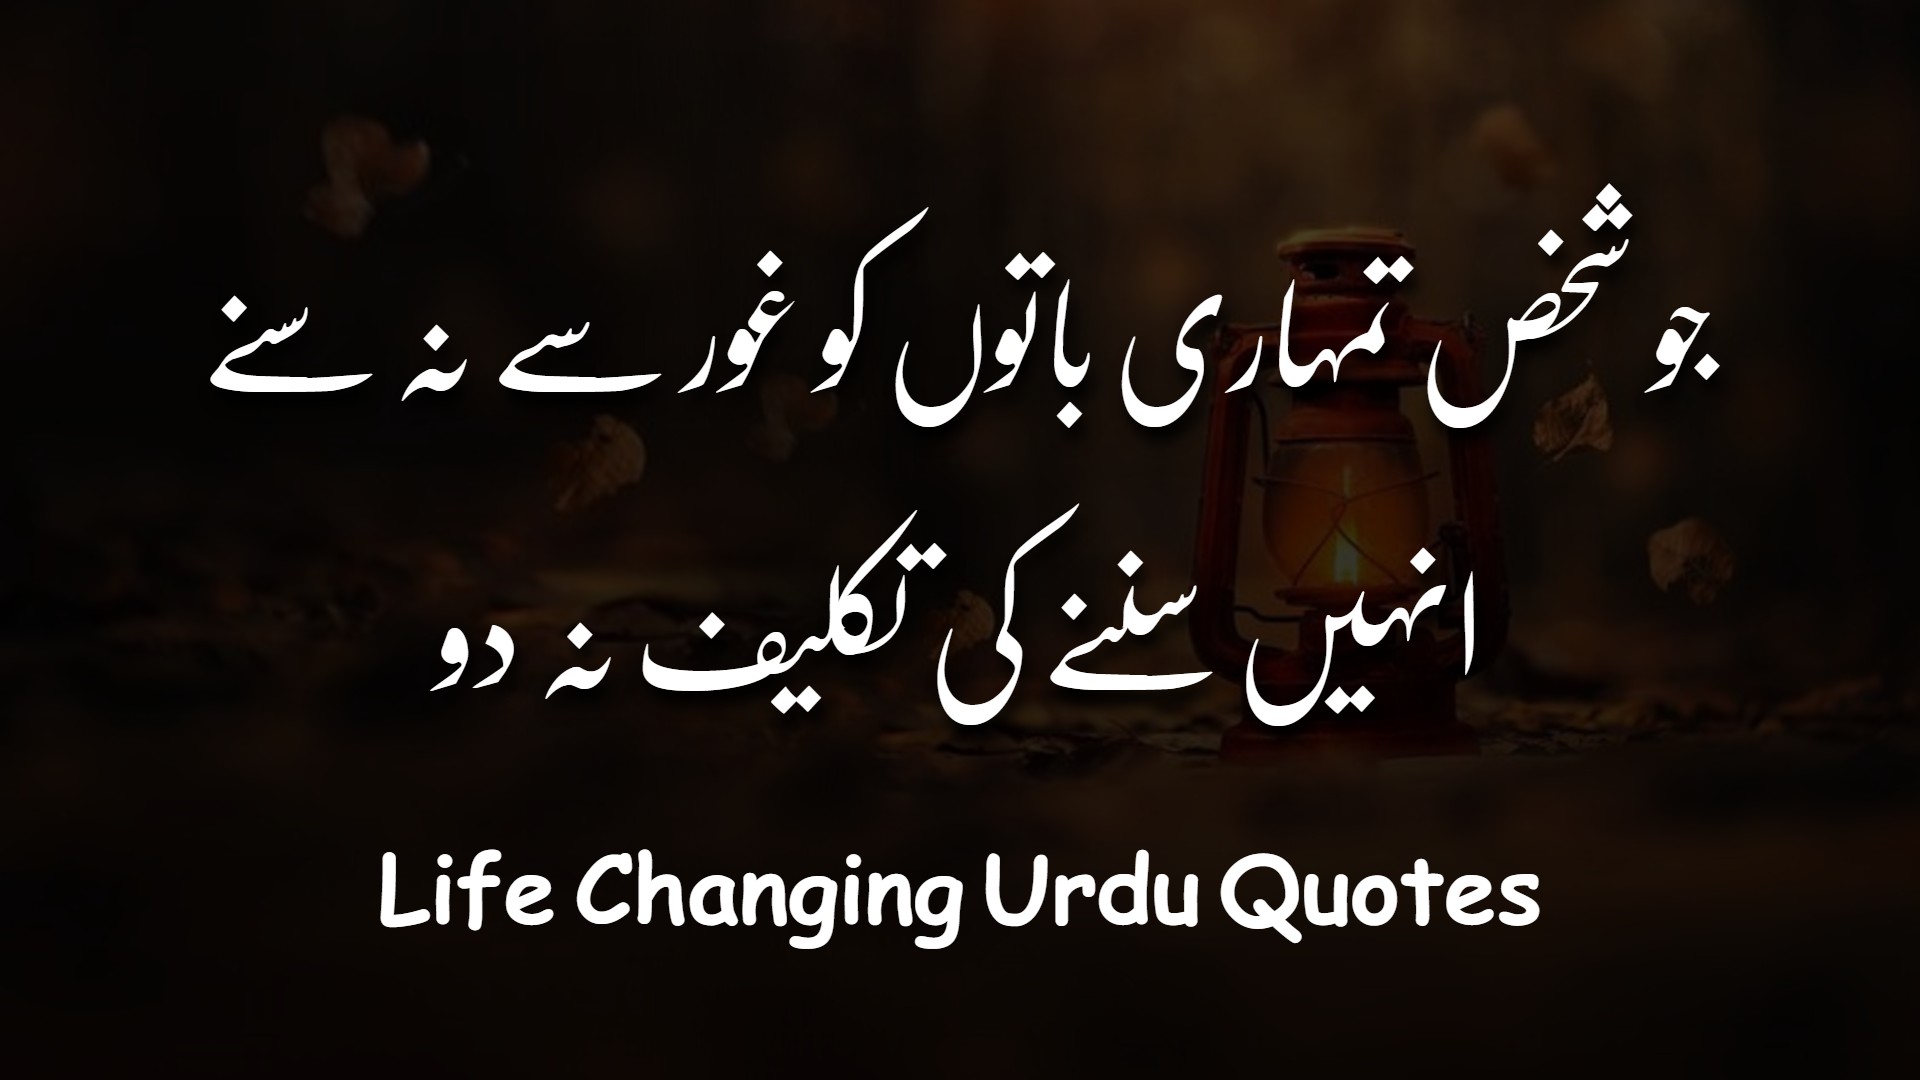 جو شخص تمہاری باتوں کو غور سے نہ سنے
انہیں سننے کی تکلیف نہ دو
Life Changing Urdu Quotes